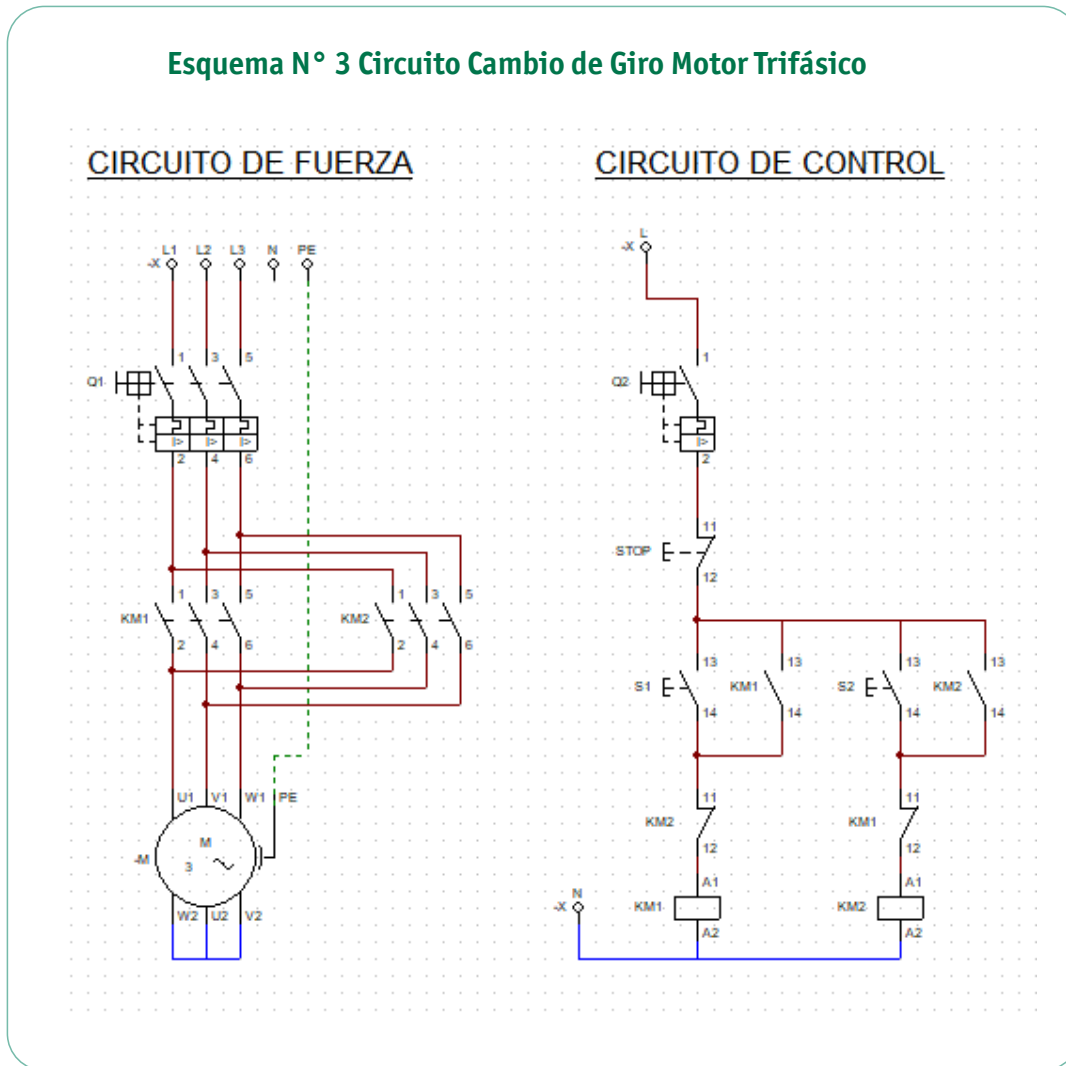 Esquema N° 3 Circuito Cambio de Giro Motor Trifásico
CIRCUITO DE FUERZA
L1 L2 L3 N PE
-X
1 3 5
Q1
I> I> I>
2 4 6
1 3 5 1 3 5
KM1 KM2
2 4 6 2 4 6
U1 V1 W1 PE
M
-M
3
W2 U2 V2
CIRCUITO DE CONTROL
L
-X
1
Q2
I>
2
11
STOP
12
13 13 13 13
S1 KM1 S2 KM2
14 14 14 14
11 11
KM2 KM1
12 12
N A1 A1
-X KM1 KM2
A2 A2